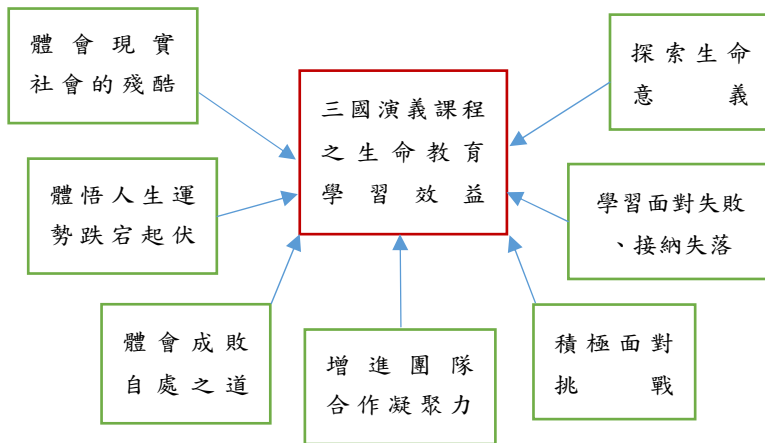 體會現實
社會的殘酷
探索生命
意義
三國演義課程
之生命教育
學習效益
體悟人生運
勢跌宕起伏
學習面對失敗
、接納失落
體會成敗
自處之道
增進團隊
合作凝聚力
積極面對
挑戰